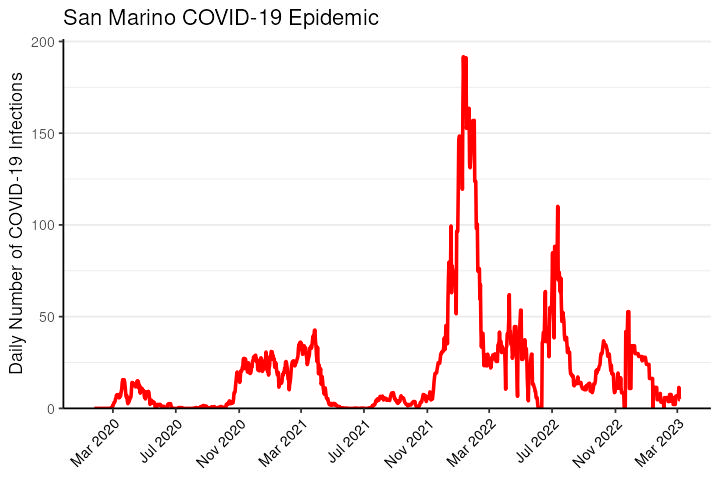 San Marino COVID-19 Epidemic
Daily Number of COVID-19 Infections
200
150
100
50
0
Mar 2020
Jul 2020
Nov 2020
Mar 2021
Jul 2021
Nov 2021
Mar 2022
Jul 2022
Nov 2022
Mar 2023